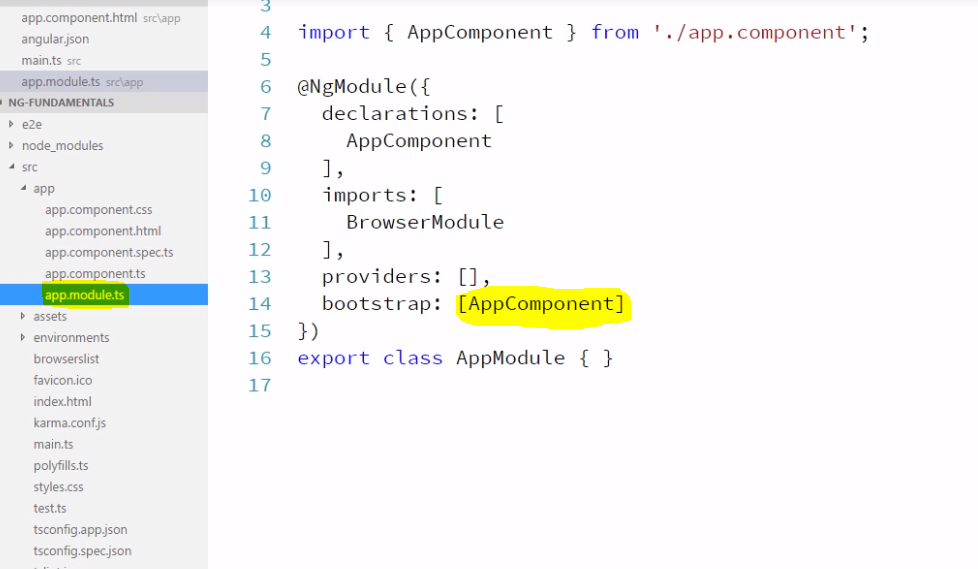 app.component.html src\app
angular.json
main.ts src
app.module.ts src\app
NG-FUNDAMENTALS
e2e
node_modules
src
app
app.component.css
app.component.html
app.component.spec.ts
app.component.ts
app.module.ts
assets
environments
browserslist
favicon.ico
index.html
karma.conf.js
main.ts
polyfills.ts
styles.css
test.ts
tsconfig.app.json
tsconfig.spec.json
3
4 import { AppComponent } from './app.component';
5
6 @NgModule({
7 declarations: [
8 AppComponent
9 ],
10 imports: [
11 BrowserModule
12 ],
13 providers: [],
14 bootstrap: [AppComponent]
15 })
16 export class AppModule { }
17